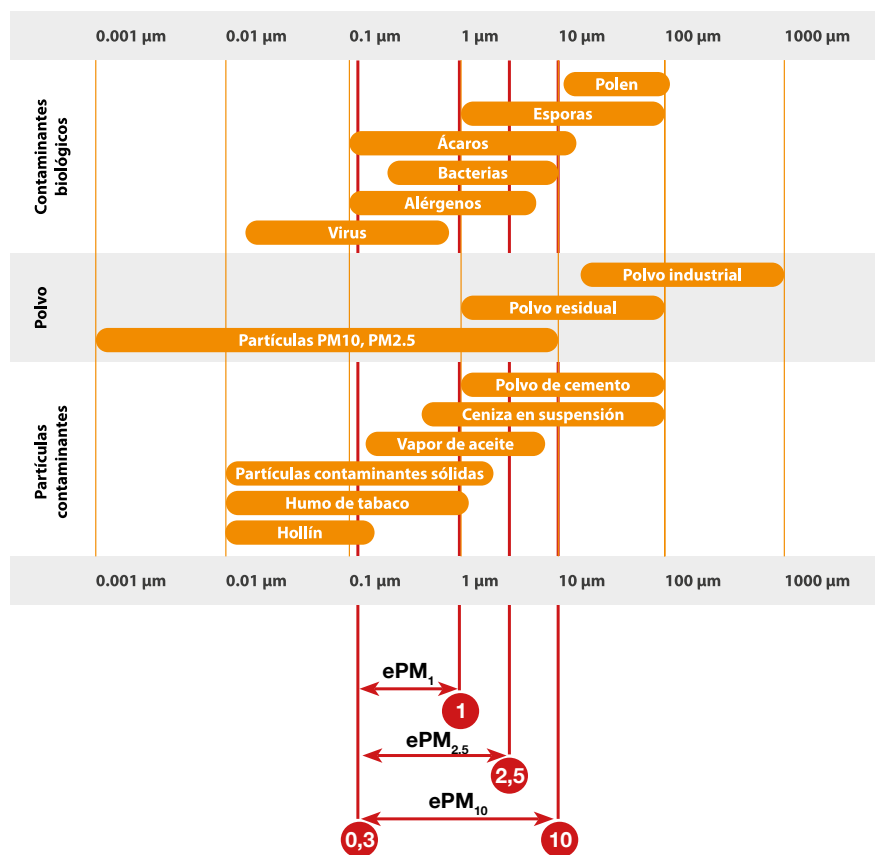 0.001 µm 0.01 µm 0.1 µm 1 µm 10 µm 100 µm 1000 µm
Contaminantes
biológicos
Polen
Esporas
Ácaros
Bacterias
Alérgenos
Virus
Polvo
Polvo industrial
Polvo residual
Partículas PM10, PM2.5
Partículas
contaminantes
Polvo de cemento
Ceniza en suspensión
Vapor de aceite
Partículas contaminantes sólidas
Humo de tabaco
Hollín
0.001 µm 0.01 µm 0.1 µm 1 µm 10 µm 100 µm 1000 µm
ePM1
1
ePM2.5
2,5
ePM10
0,3 10